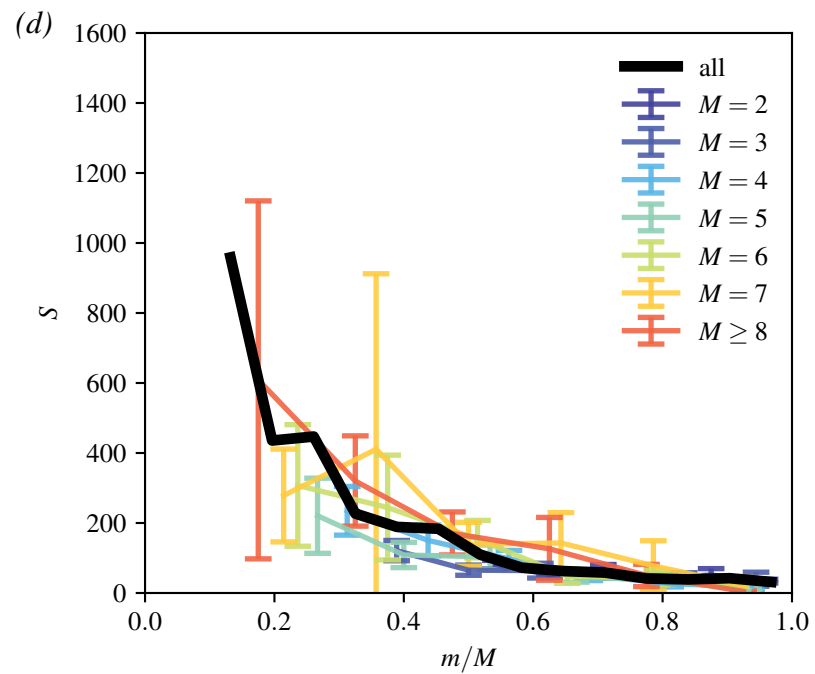 (d)
1600
1400
1200
1000
800
600
400
200
0
S
0.0 0.2 0.4 0.6 0.8 1.0
m/M
all
M = 2
M = 3
M = 4
M = 5
M = 6
M = 7
M ≥ 8